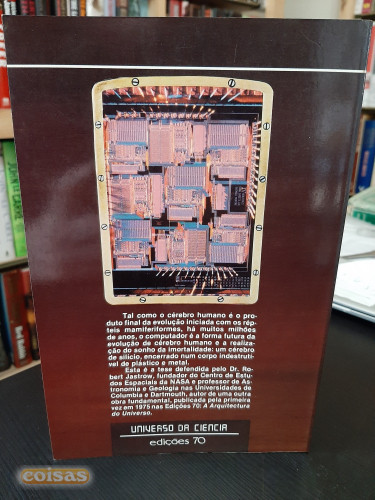 Tal como o cérebro humano é o pro-
duto final da evolução iniciada com os rép-
teis mamiferiformes, há muitos milhões
de anos, o computador é a forma futura da
evolução de cérebro humano e a realiza-
ção do sonho da imortalidade: um cérebro
de silício, encerrado num corpo indestrutí-
vel de plástico e metal.
Esta é a tese defendida pelo Dr. Ro-
bert Jastrow, fundador do Centro de Estu-
dos Espaciais da NASA e professor de As-
tronomia e Geologia nas Universidades de
Columbia e Dartmouth, autor de uma outra
obra fundamental, publicada pela primeira
vez em 1975 nas Edições 70: A Arquitectura
do Universo.
UNIVERSO DA CIENCIA
edições 70
coisas